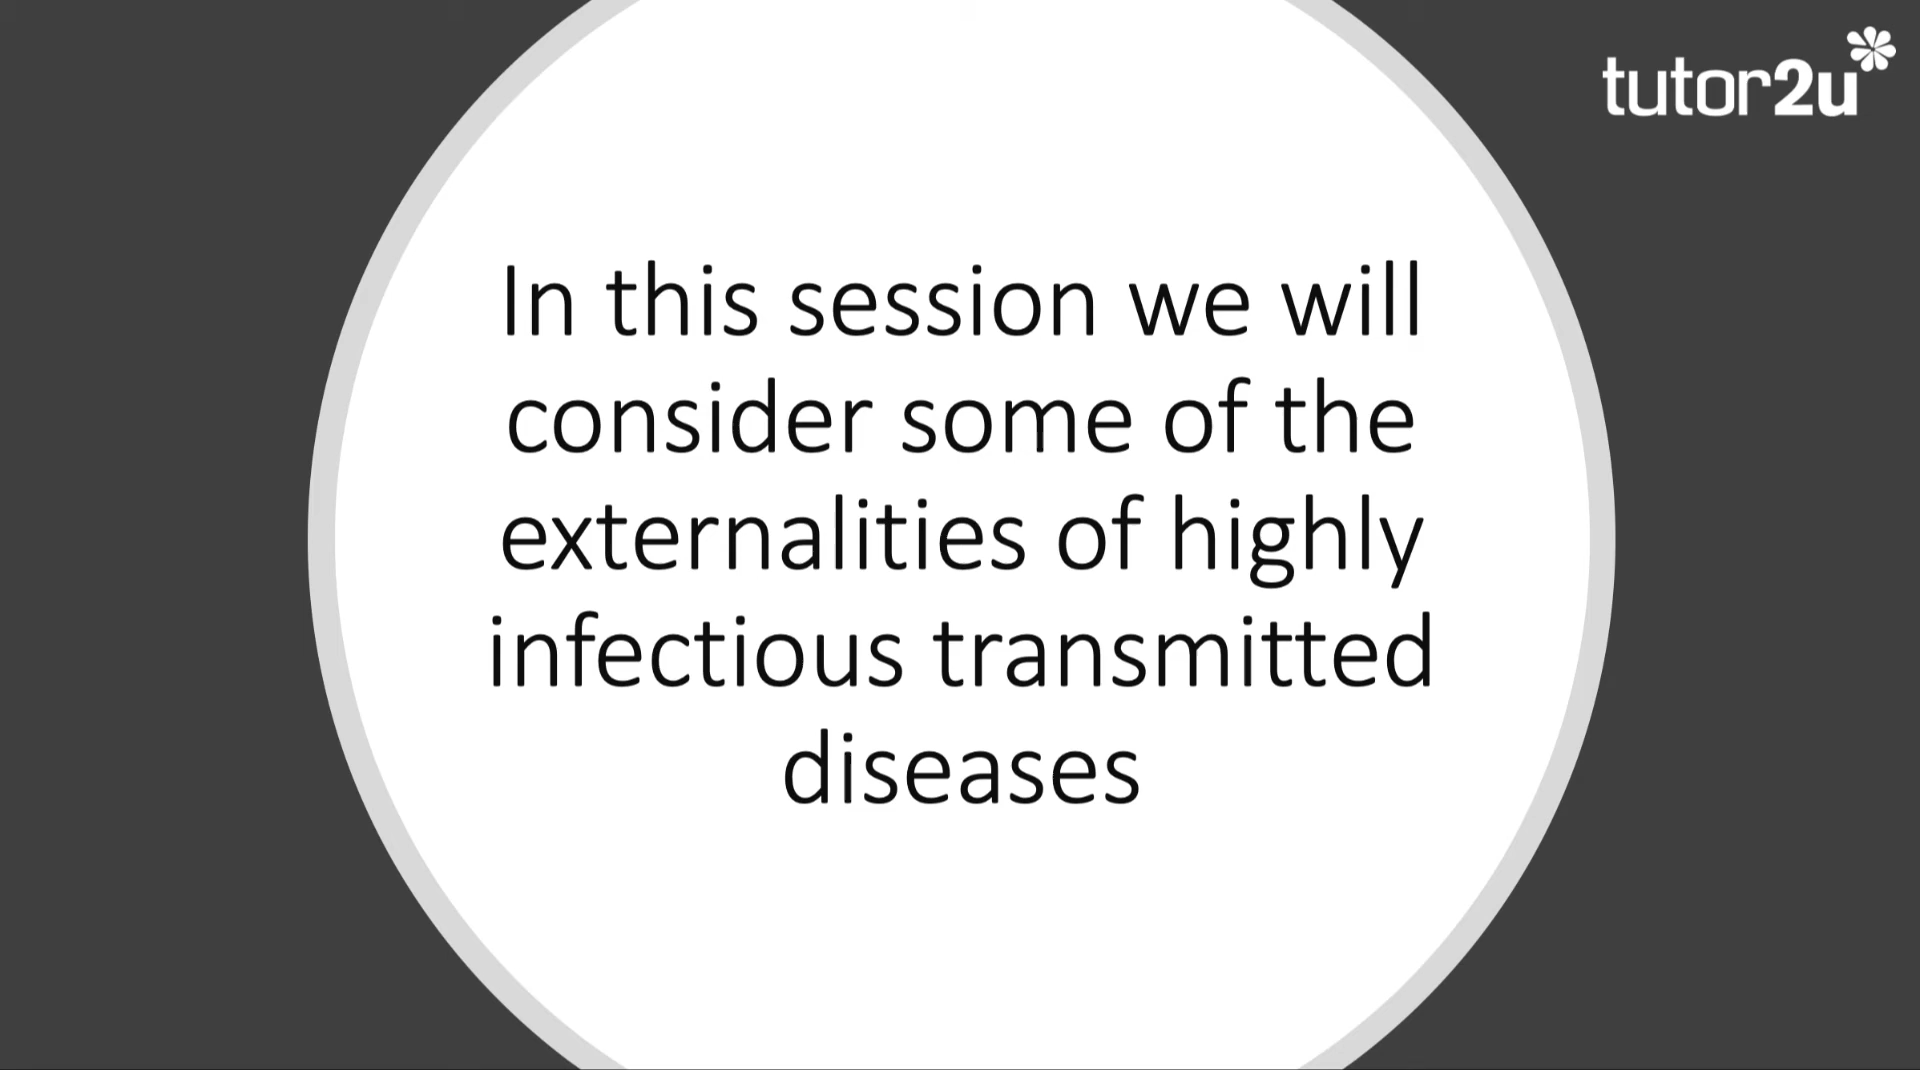 tutor2u
In this session we will
consider some of the
externalities of highly
infectious transmitted
diseases